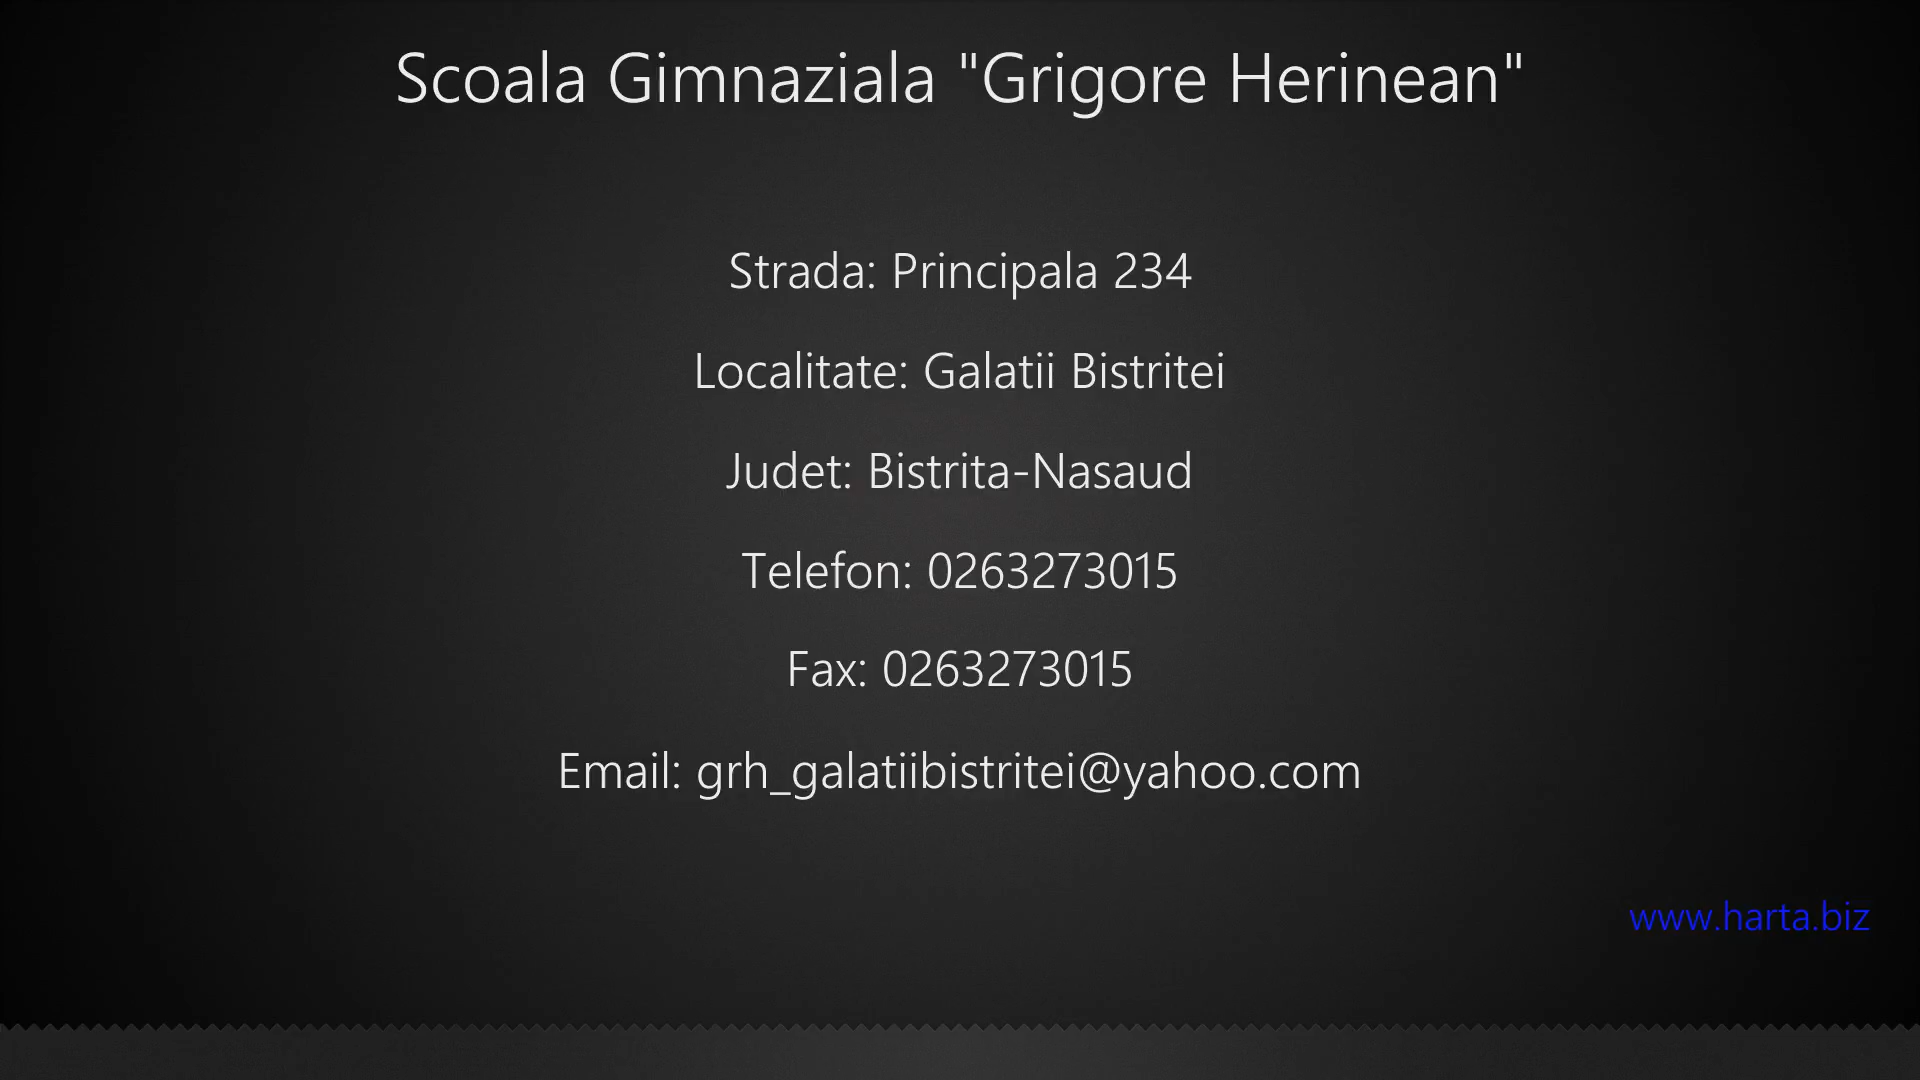 Scoala Gimnaziala "Grigore Herinean"
Strada: Principala 234
Localitate: Galatii Bistritei
Judet: Bistrita-Nasaud
Telefon: 0263273015
Fax: 0263273015
Email: grh_galatiibistritei@yahoo.com
www.harta.biz